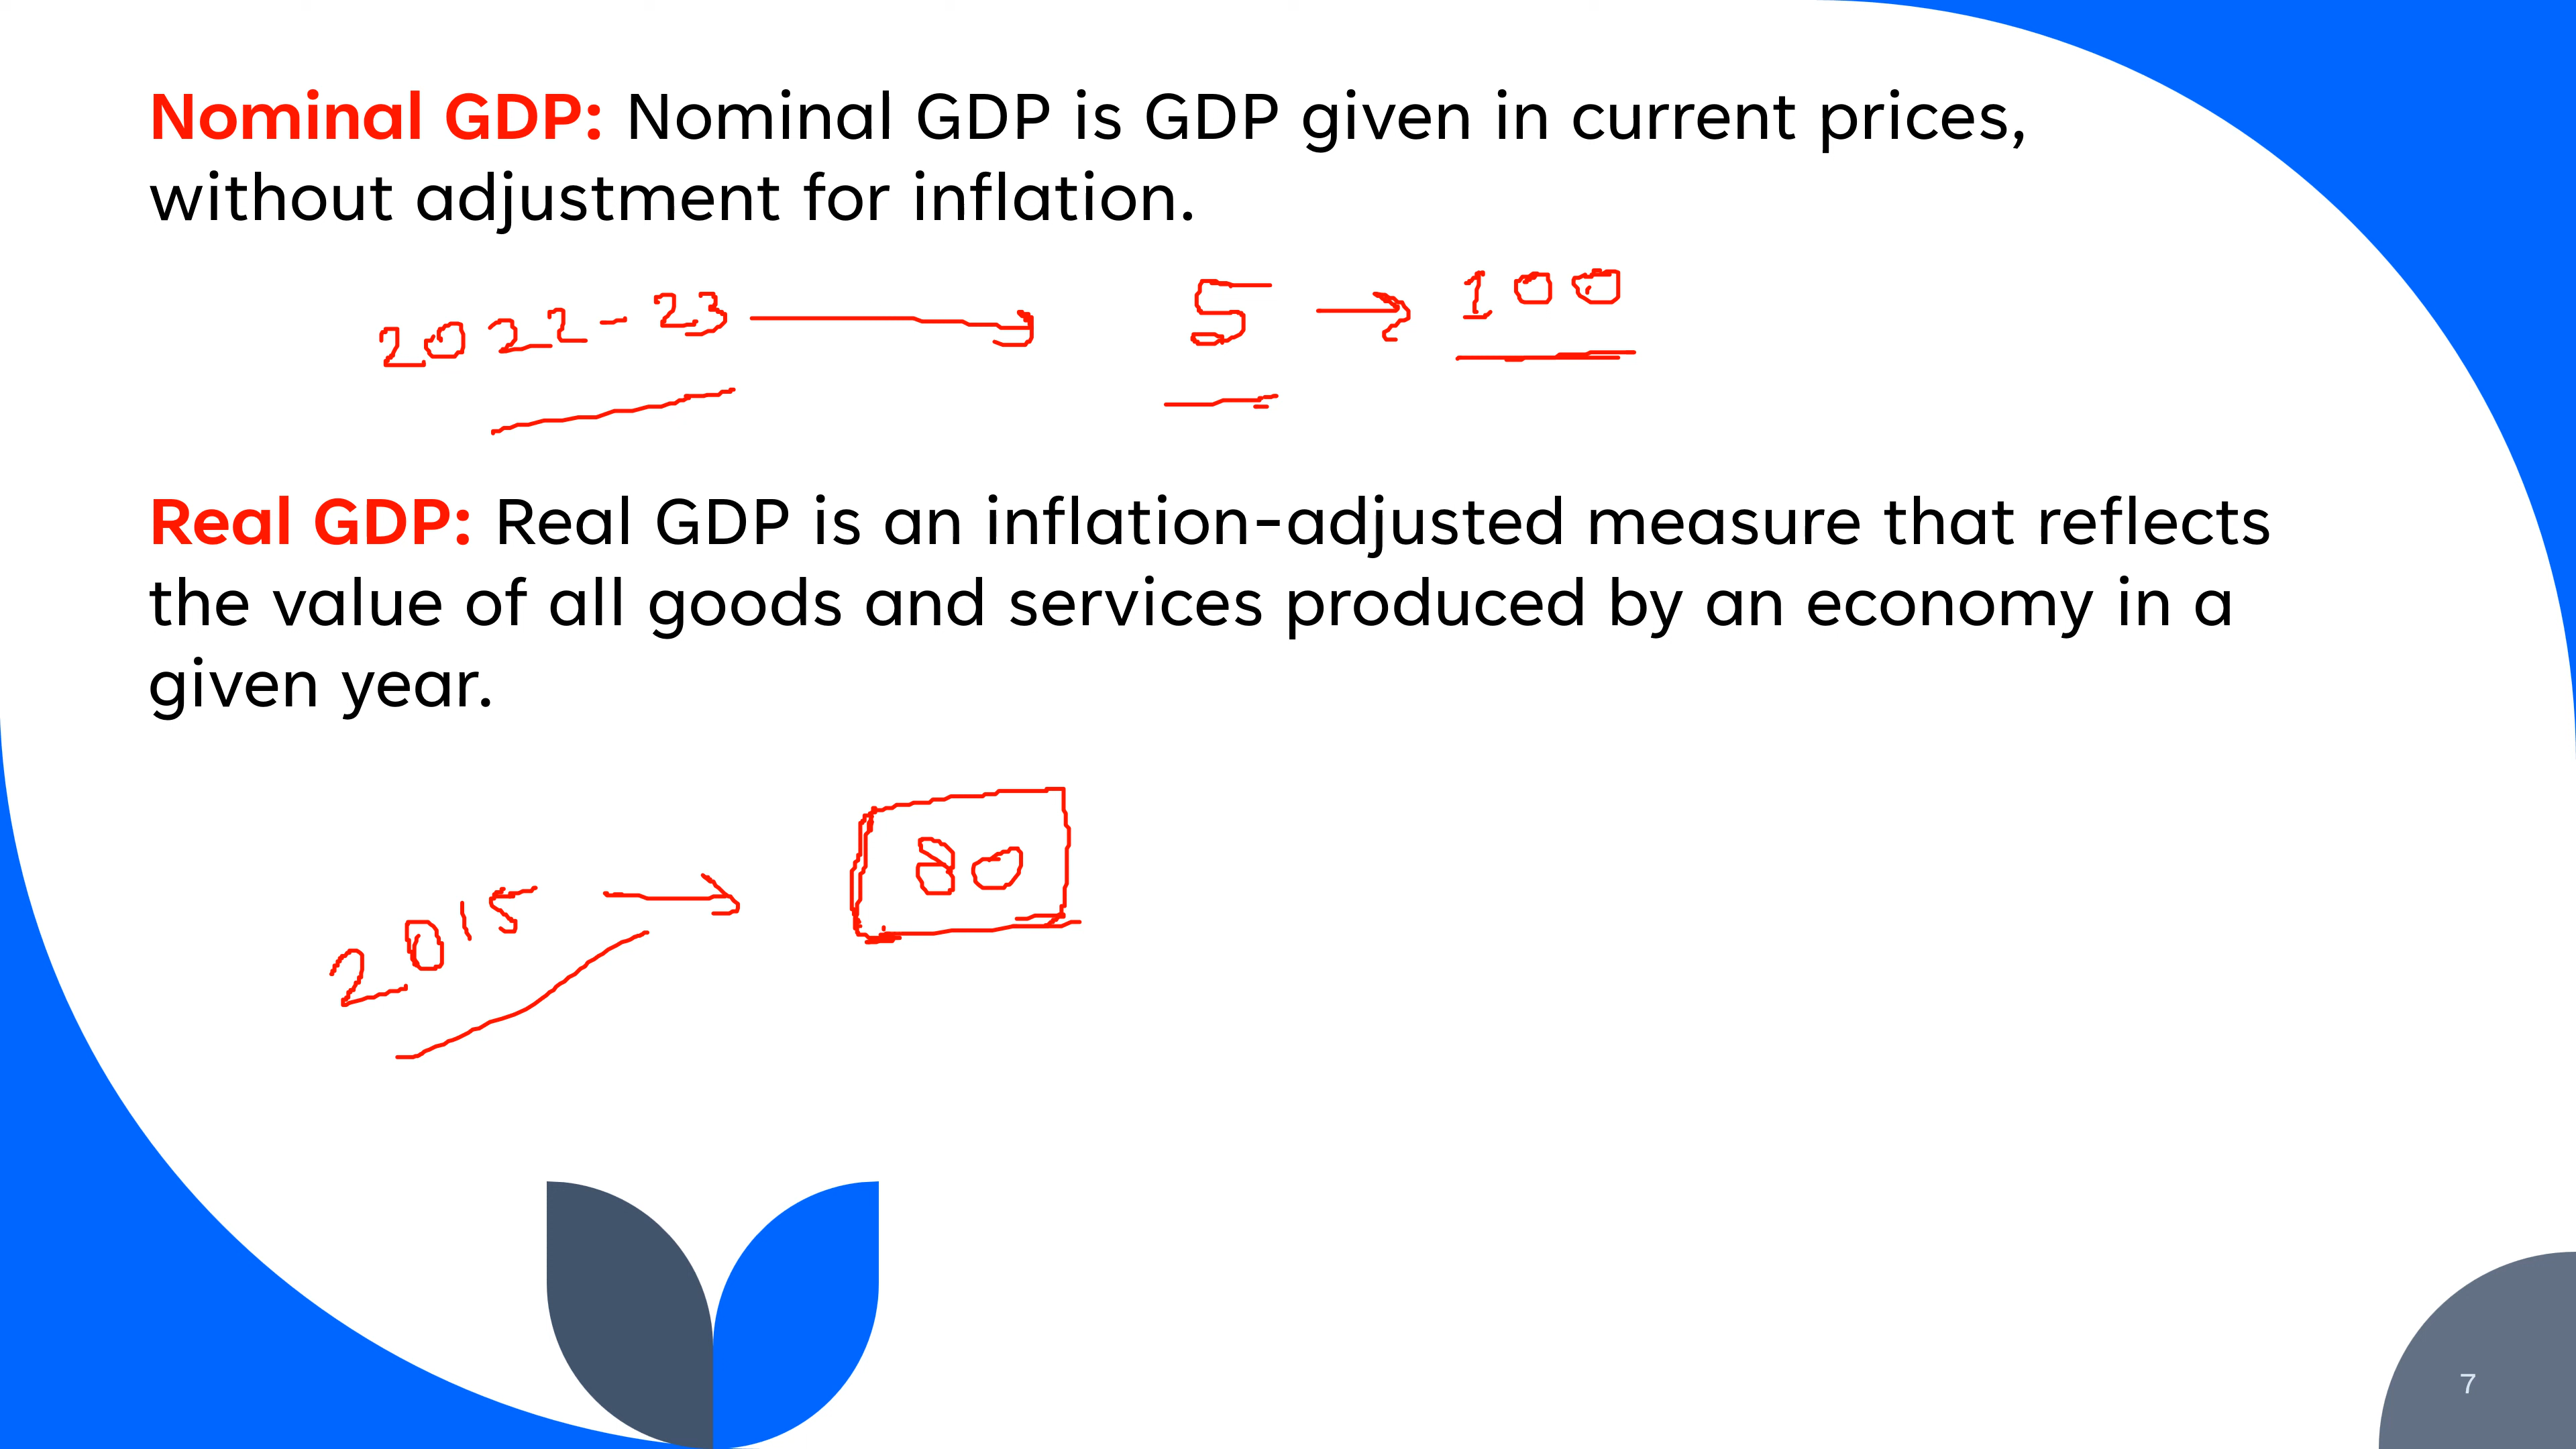 Nominal GDP: Nominal GDP is GDP given in current prices,
without adjustment for inflation.
2022-23 → 5 → 100
Real GDP: Real GDP is an inflation-adjusted measure that reflects
the value of all goods and services produced by an economy in a
given year.
2015 → 80
7